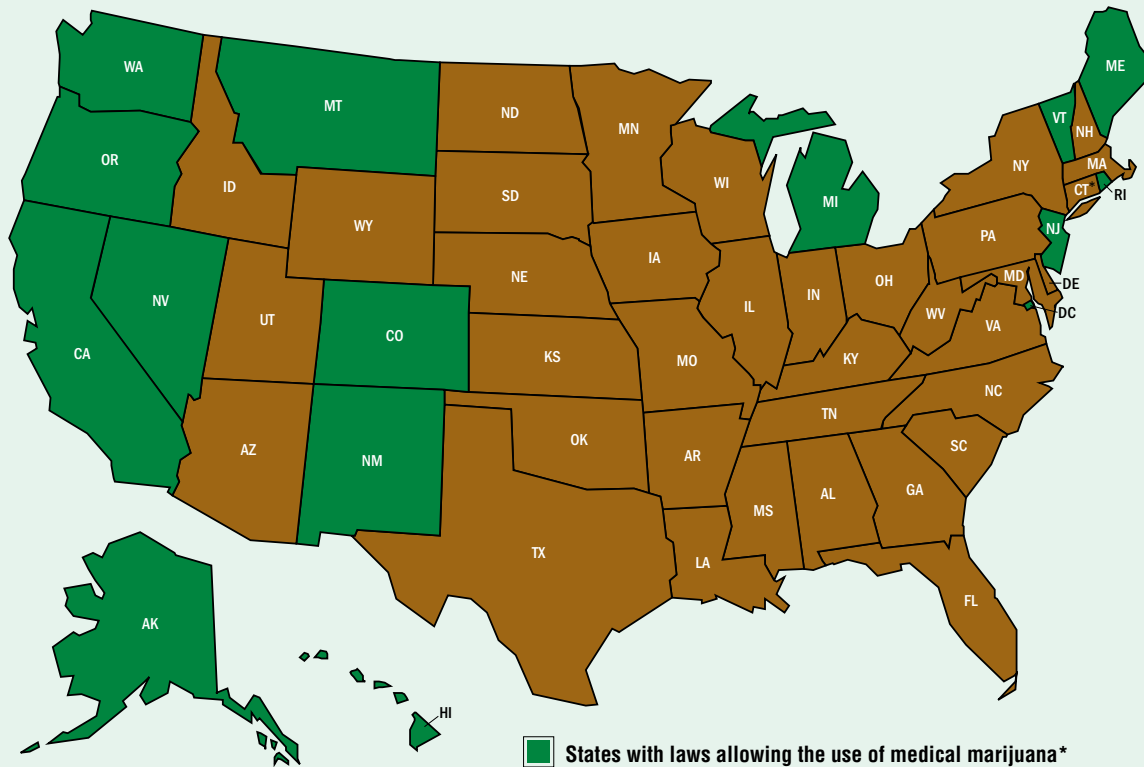 WA
MT
ME
ND
MN
VT
NH
OR
ID
SD
WI
NY
MA
CT*
RI
WY
MI
NV
IA
PA
NJ
NE
OH
MD
DE
UT
IL
IN
DC
CA
CO
WV
VA
KS
MO
KY
NC
TN
AZ
NM
OK
AR
SC
MS
AL
GA
TX
LA
FL
AK
HI
States with laws allowing the use of medical marijuana*